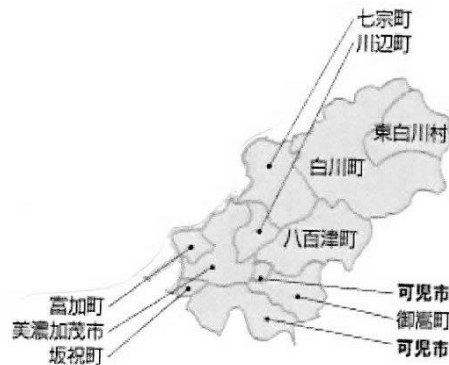 七宗町
川辺町
東白川村
白川町
八百津町
可児市
富加町
御嵩町
美濃加茂市
可児市
坂祝町